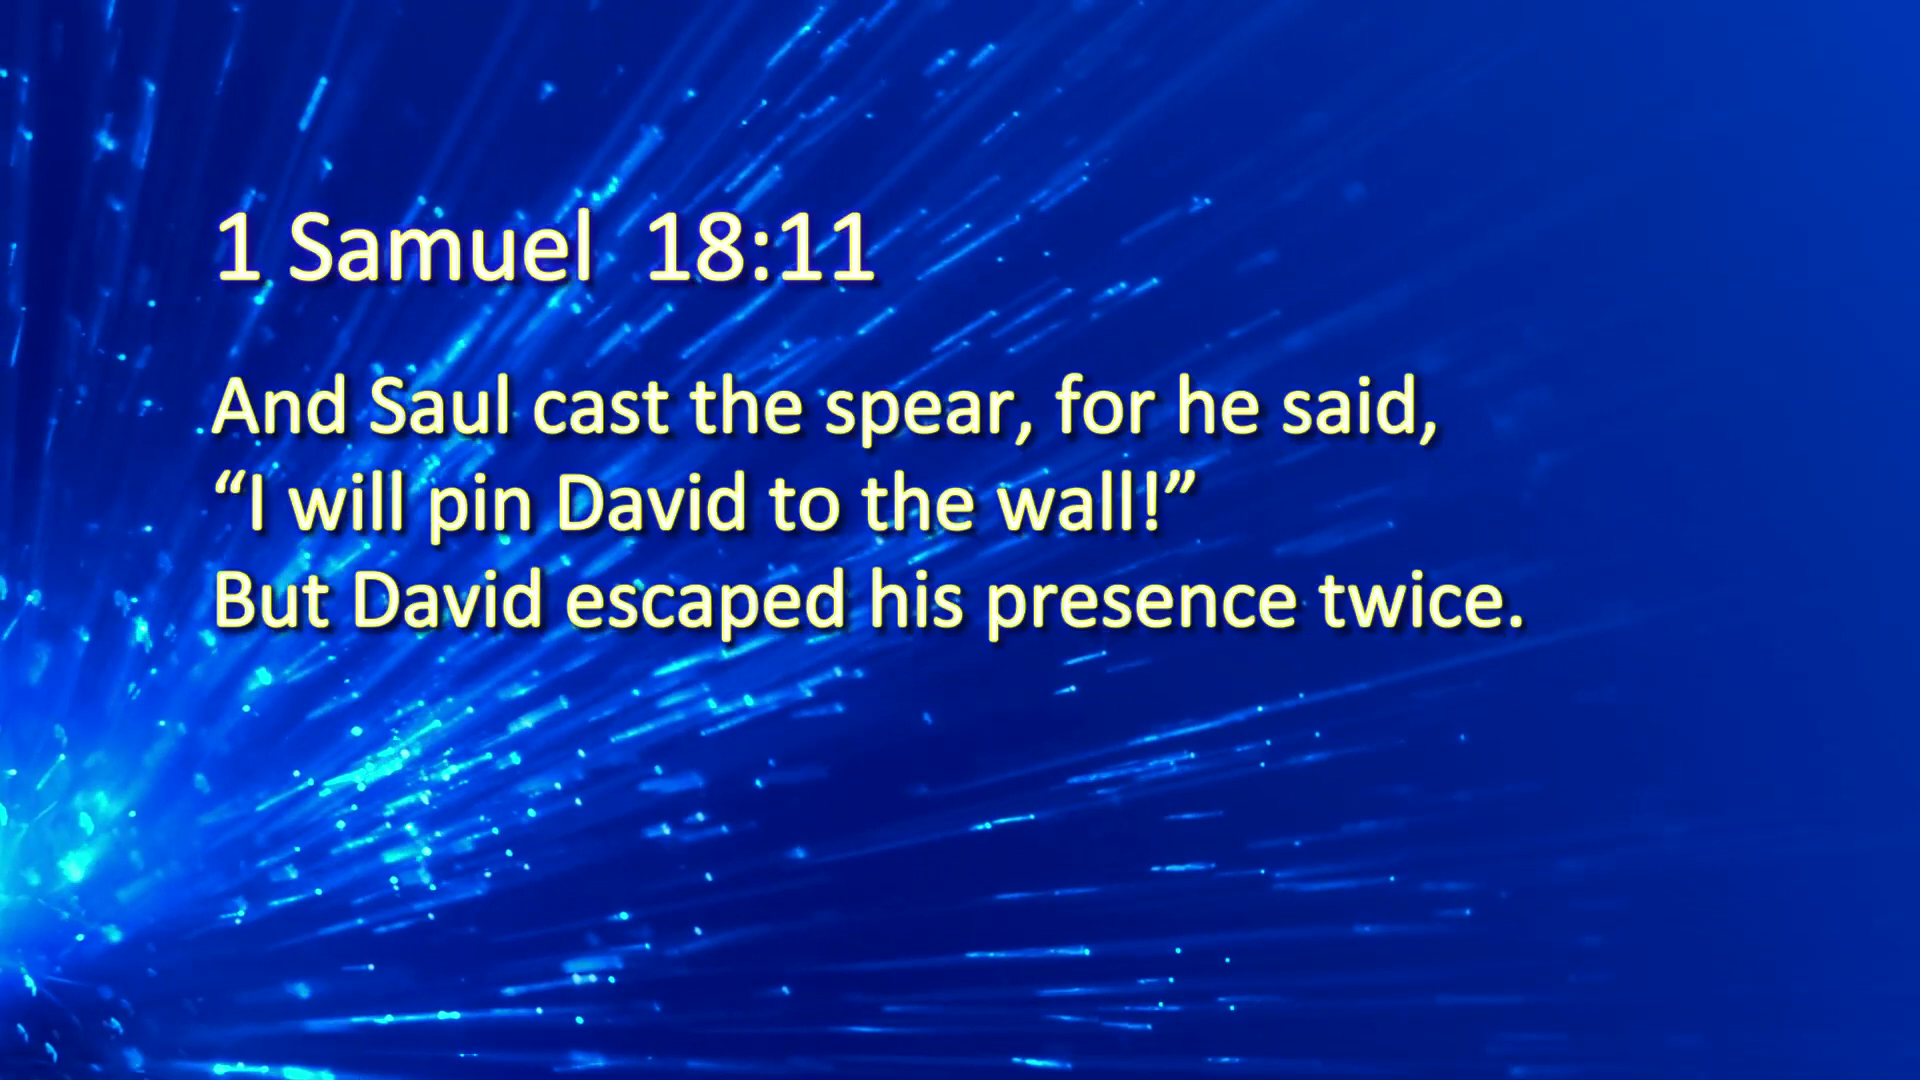 1 Samuel  18:11
And Saul cast the spear, for he said,
“I will pin David to the wall!”
But David escaped his presence twice.